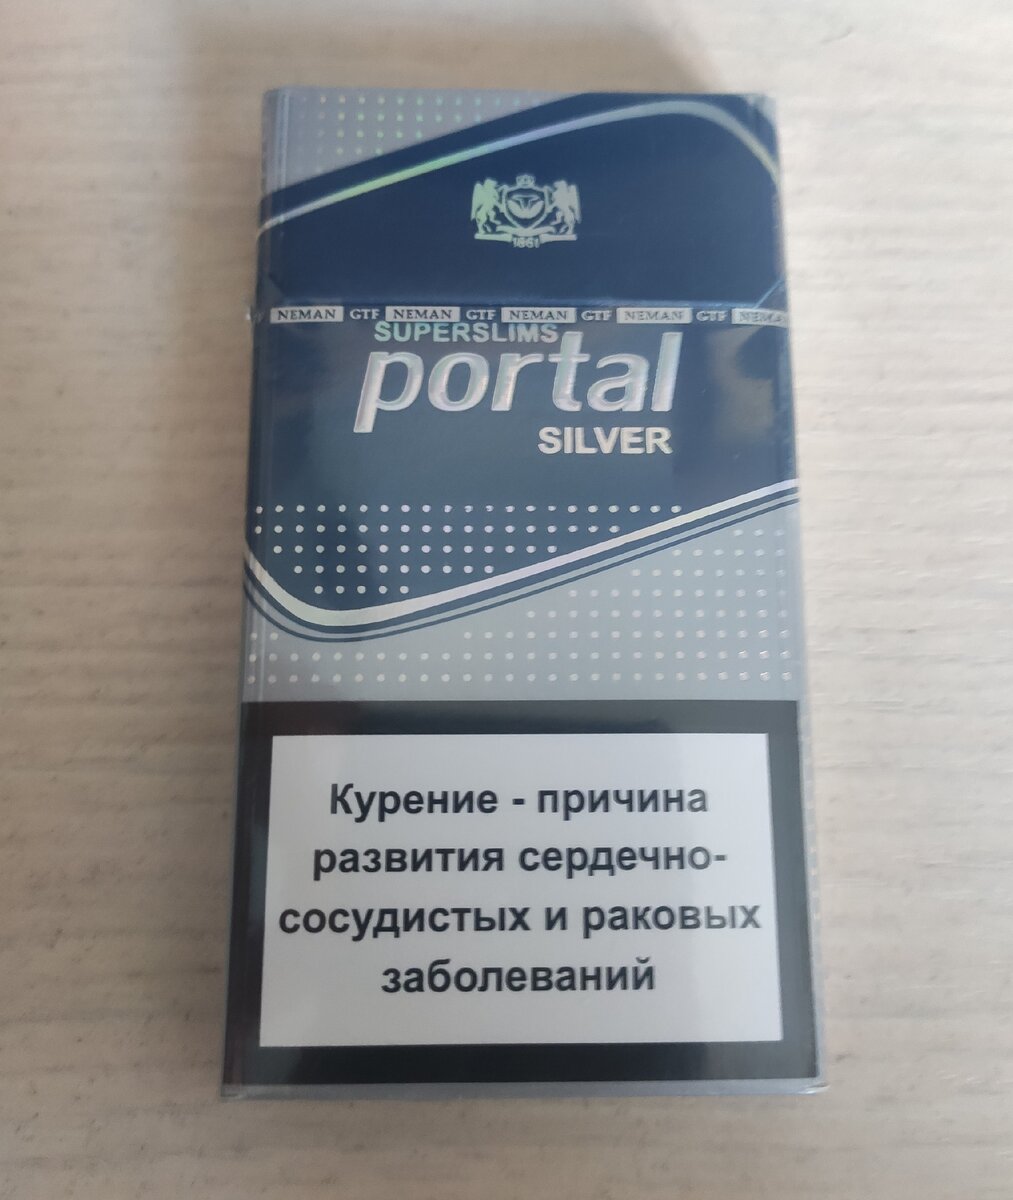 1861
NEMAN GTF NEMAN GTF NEMAN GTF NEMAN GTF NEMAN
SUPERSLIMS
portal
SILVER
Курение - причина
развития сердечно-
сосудистых и раковых
заболеваний